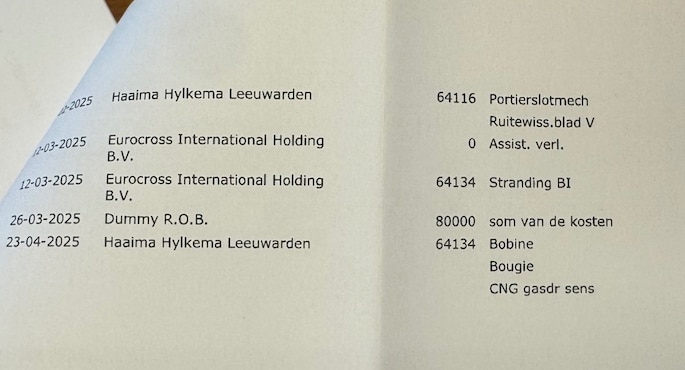 -2025 Haaima Hylkema Leeuwarden 64116 Portierslotmech
Ruitewiss.blad V
12-03-2025 Eurocross International Holding 0 Assist. verl.
B.V.
12-03-2025 Eurocross International Holding 64134 Stranding BI
B.V.
26-03-2025 Dummy R.O.B. 80000 som van de kosten
23-04-2025 Haaima Hylkema Leeuwarden 64134 Bobine
Bougie
CNG gasdr sens